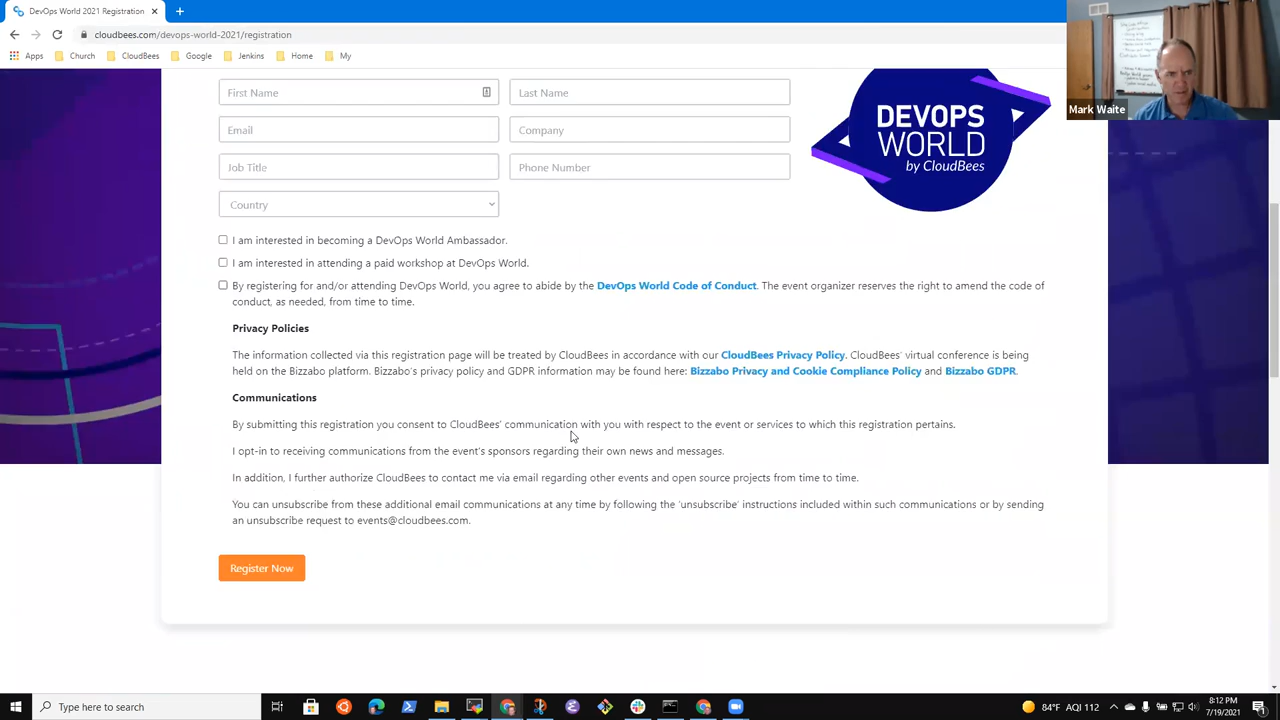 DevOps World 2021 Registration
cloudbees.com/devops-world-2021/registration
Apps Church CloudBees Google Jenkins Home My
First Name Last Name
Email Company
Job Title Phone Number
Country
DEVOPS
WORLD
by CloudBees
Mark Waite
I am interested in becoming a DevOps World Ambassador.
I am interested in attending a paid workshop at DevOps World.
By registering for and/or attending DevOps World, you agree to abide by the DevOps World Code of Conduct. The event organizer reserves the right to amend the code of
conduct, as needed, from time to time.
Privacy Policies
The information collected via this registration page will be treated by CloudBees in accordance with our CloudBees Privacy Policy. CloudBees' virtual conference is being
held on the Bizzabo platform. Bizzabo's privacy policy and GDPR information may be found here: Bizzabo Privacy and Cookie Compliance Policy and Bizzabo GDPR.
Communications
By submitting this registration you consent to CloudBees' communication with you with respect to the event or services to which this registration pertains.
I opt-in to receiving communications from the event's sponsors regarding their own news and messages.
In addition, I further authorize CloudBees to contact me via email regarding other events and open source projects from time to time.
You can unsubscribe from these additional email communications at any time by following the 'unsubscribe' instructions included within such communications or by sending
an unsubscribe request to events@cloudbees.com.
Register Now
Type here to search
84°F AQI 112
8:12 PM
7/19/2021